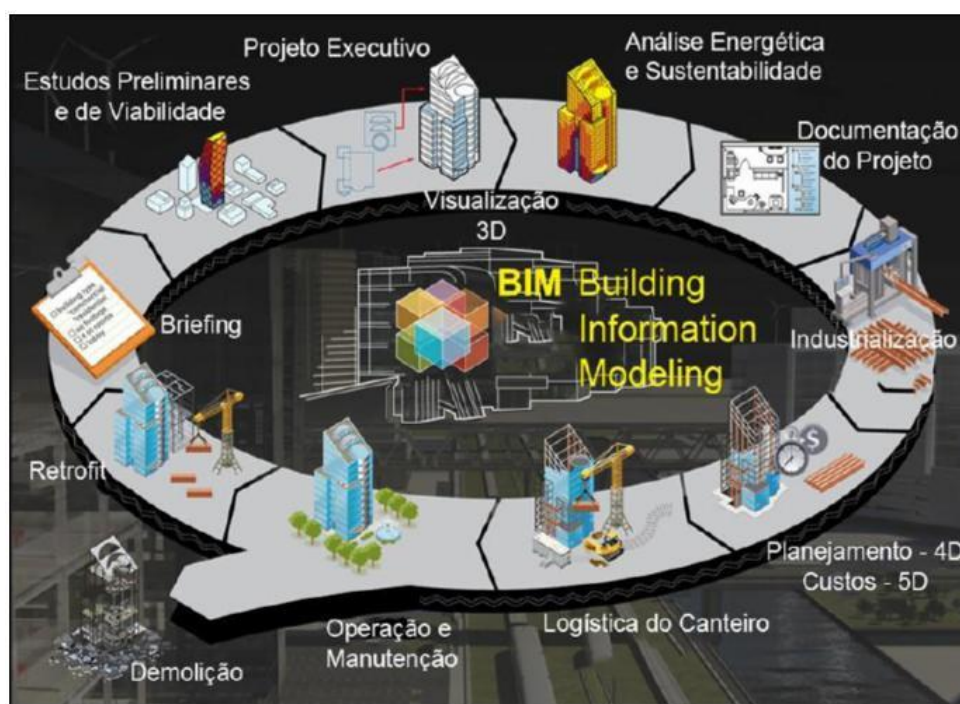 Projeto Executivo
Análise Energética
e Sustentabilidade
Estudos Preliminares
e de Viabilidade
Documentação
do Projeto
Visualização
3D
BIM Building
Information
Modeling
Briefing
Industrialização
Retrofit
Planejamento - 4D
Custos - 5D
Logística do Canteiro
Operação e
Manutenção
Demolição